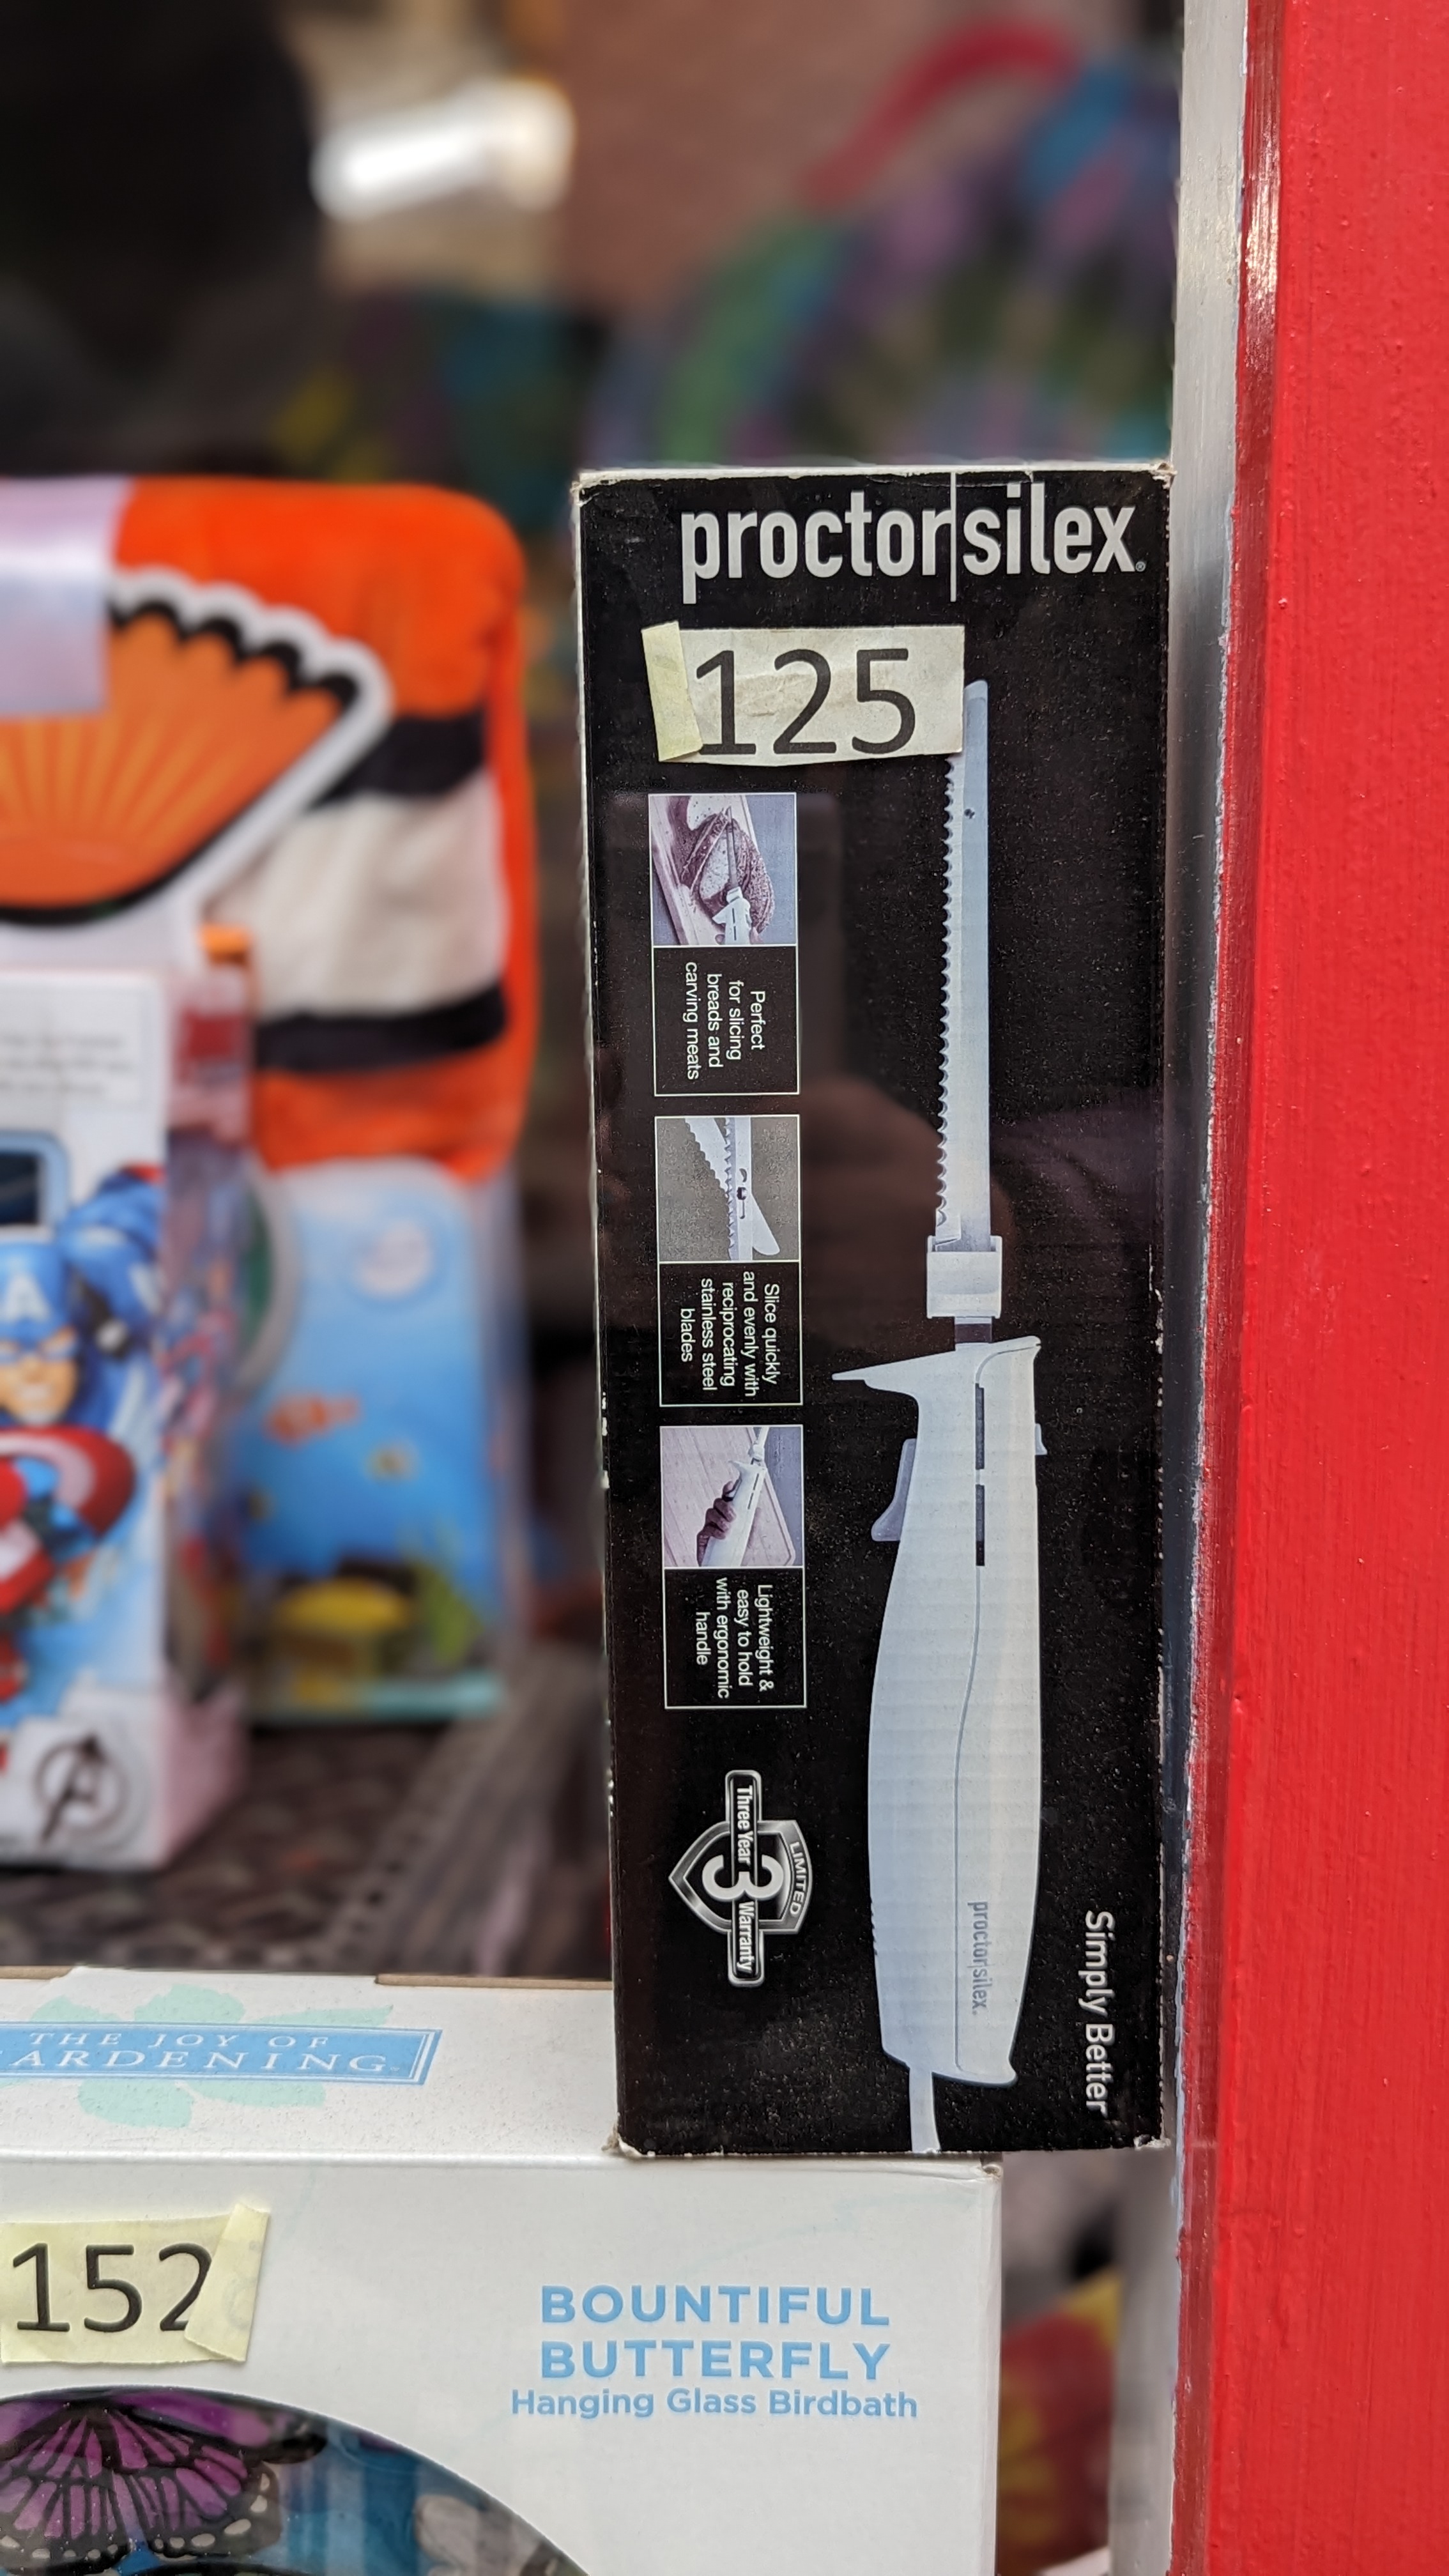 proctor|silex®
125
Perfect
for slicing
breads and
carving meats
Slice quickly
and evenly with
reciprocating
stainless steel
blades
Lightweight &
easy to hold
with ergonomic
handle
LIMITED
Three Year 3 Warranty
proctor|silex®
Simply Better
THE JOY OF
ARDENING
152
BOUNTIFUL
BUTTERFLY
Hanging Glass Birdbath
A